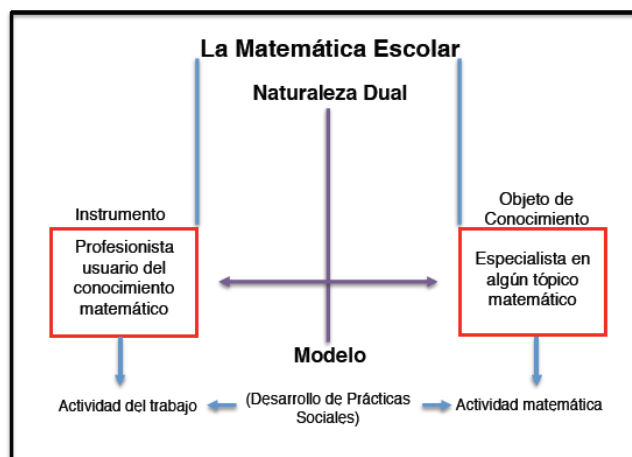 La Matemática Escolar
Naturaleza Dual
Instrumento
Profesionista
usuario del
conocimiento
matemático
Objeto de
Conocimiento
Especialista en
algún tópico
matemático
Modelo
Actividad del trabajo
(Desarrollo de Prácticas
Sociales)
Actividad matemática